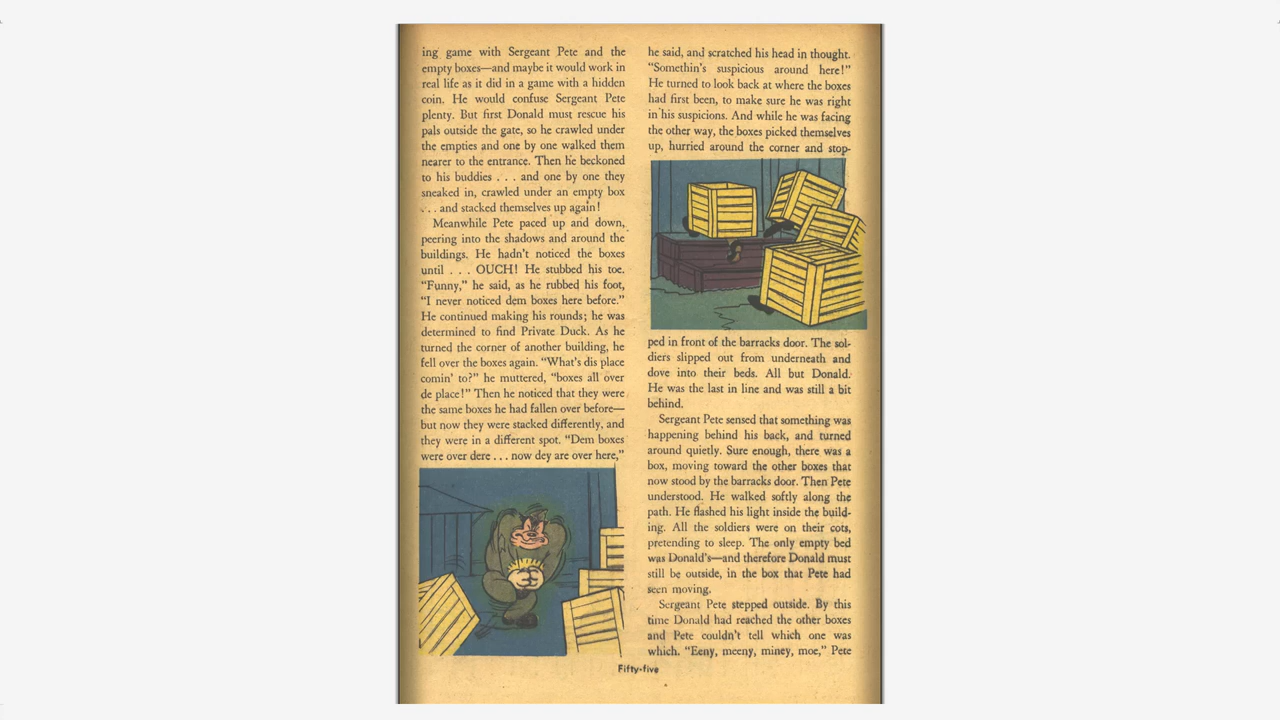 ing game with Sergeant Pete and the
empty boxes—and maybe it would work in
real life as it did in a game with a hidden
coin. He would confuse Sergeant Pete
plenty. But first Donald must rescue his
pals outside the gate, so he crawled under
the empties and one by one walked them
nearer to the entrance. Then he beckoned
to his buddies . . . and one by one they
sneaked in, crawled under an empty box
. . . and stacked themselves up again!
Meanwhile Pete paced up and down,
peering into the shadows and around the
buildings. He hadn't noticed the boxes
until . . . OUCH! He stubbed his toe.
"Funny," he said, as he rubbed his foot,
"I never noticed dem boxes here before."
He continued making his rounds; he was
determined to find Private Duck. As he
turned the corner of another building, he
fell over the boxes again. "What's dis place
comin' to?" he muttered, "boxes all over
de place!" Then he noticed that they were
the same boxes he had fallen over before—
but now they were stacked differently, and
they were in a different spot. "Dem boxes
were over dere . . . now dey are over here,"
he said, and scratched his head in thought.
"Somethin's suspicious around here!"
He turned to look back at where the boxes
had first been, to make sure he was right
in his suspicions. And while he was facing
the other way, the boxes picked themselves
up, hurried around the corner and stop-
ped in front of the barracks door. The sol-
diers slipped out from underneath and
dove into their beds. All but Donald.
He was the last in line and was still a bit
behind.
Sergeant Pete sensed that something was
happening behind his back, and turned
around quietly. Sure enough, there was a
box, moving toward the other boxes that
now stood by the barracks door. Then Pete
understood. He walked softly along the
path. He flashed his light inside the build-
ing. All the soldiers were on their cots,
pretending to sleep. The only empty bed
was Donald's—and therefore Donald must
still be outside, in the box that Pete had
seen moving.
Sergeant Pete stepped outside. By this
time Donald had reached the other boxes
and Pete couldn't tell which one was
which. "Eeny, meeny, miney, moe," Pete
Fifty-five